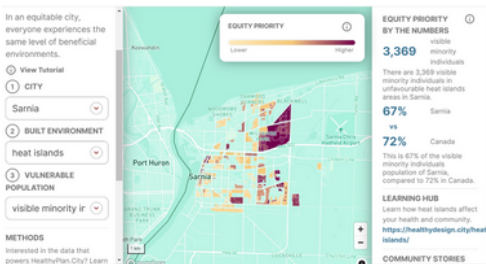 In an equitable city,
everyone experiences the
same level of beneficial
environments.
View Tutorial
1 CITY
Sarnia
2 BUILT ENVIRONMENT
heat islands
3 VULNERABLE
POPULATION
visible minority ir
METHODS
Interested in the data that
powers HealthyPlan.City? Learn
EQUITY PRIORITY
Lower
Higher
Port Huron
Sarnia
1 km
+
−
EQUITY PRIORITY
BY THE NUMBERS
3,369
visible
minority
individuals
There are 3,369 visible
minority individuals in
unfavourable heat islands
areas in Sarnia.
67%
Sarnia
vs
72%
Canada
This is 67% of the visible
minority individuals
population of Sarnia,
compared to 72% in Canada.
LEARNING HUB
Learn how heat islands affect
your health and community.
https://healthydesign.city/heat
islands/
COMMUNITY STORIES